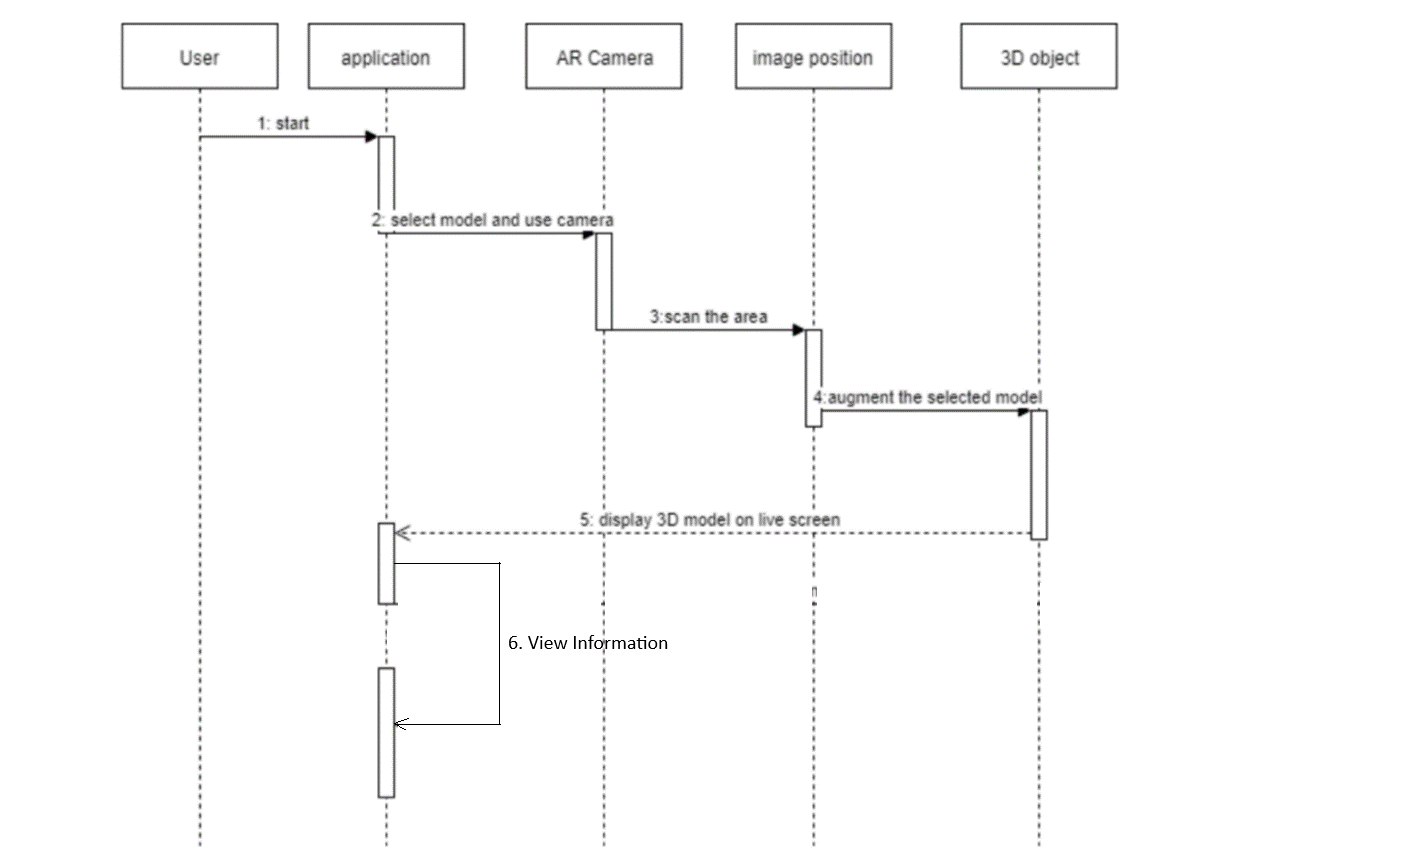 User
application
AR Camera
image position
3D object
1: start
2: select model and use camera
3:scan the area
4:augment the selected model
5: display 3D model on live screen
6. View Information